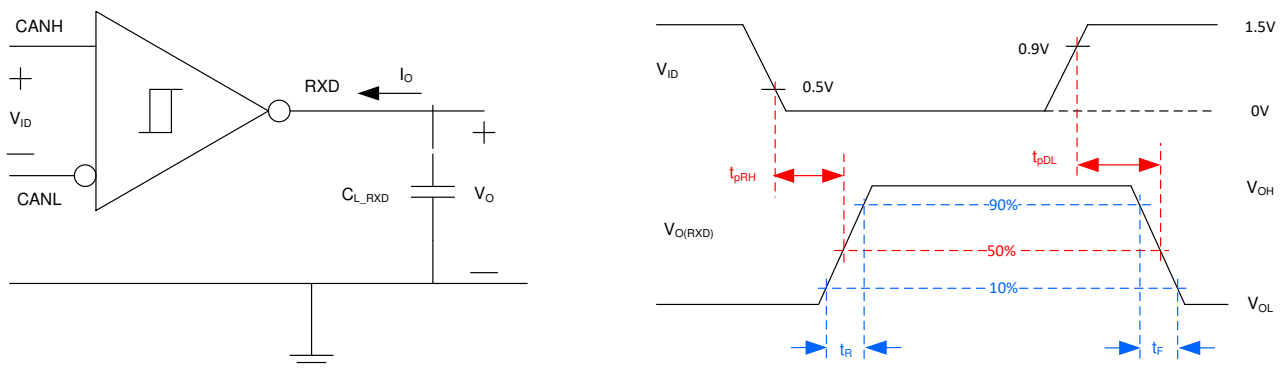 CANH
RXD
I_O
+
V_ID
—
CANL
C_L_RXD
+
V_O
—
V_ID
0.5V
0.9V
1.5V
0V
t_pRH
t_pDL
V_O(RXD)
90%
50%
10%
V_OH
V_OL
t_R
t_F